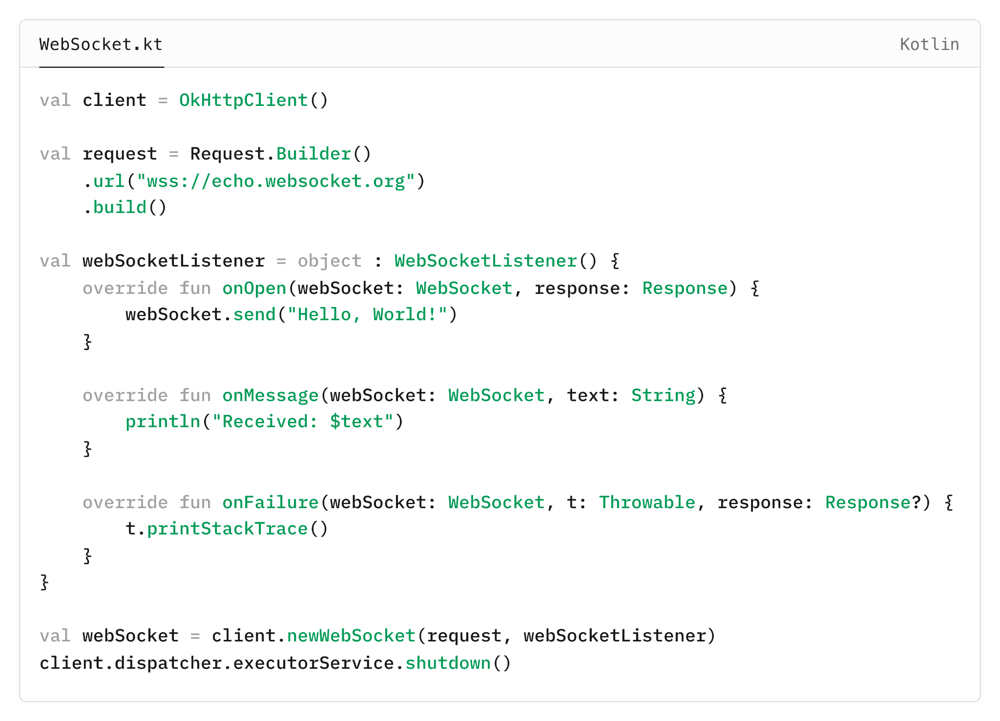 WebSocket.kt
Kotlin
val client = OkHttpClient()

val request = Request.Builder()
    .url("wss://echo.websocket.org")
    .build()

val webSocketListener = object : WebSocketListener() {
    override fun onOpen(webSocket: WebSocket, response: Response) {
        webSocket.send("Hello, World!")
    }

    override fun onMessage(webSocket: WebSocket, text: String) {
        println("Received: $text")
    }

    override fun onFailure(webSocket: WebSocket, t: Throwable, response: Response?) {
        t.printStackTrace()
    }
}

val webSocket = client.newWebSocket(request, webSocketListener)
client.dispatcher.executorService.shutdown()